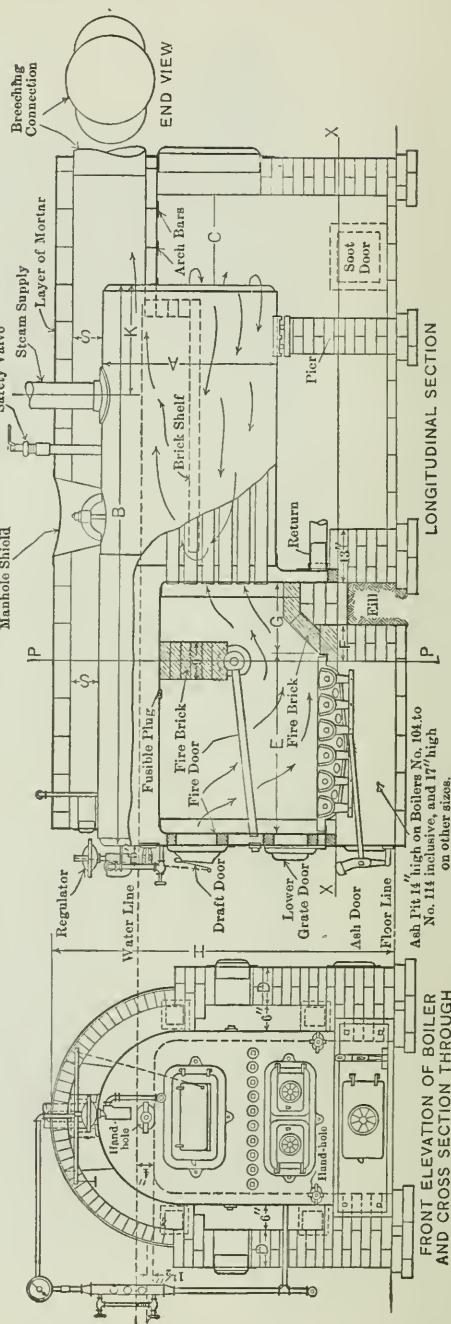 Manhole Shield
Safety Valve
Steam Supply
Layer of Mortar
Breeching
Connection
END VIEW
P
S
S
B
K
A
C
Arch Bars
Brick Shelf
Regulator
Water Line
Fusible Plug
Fire Brick
Fire Door
Draft Door
E
G
Fire Brick
F
13"
Return
Fill
Pier
Soot
Door
X
X
Lower
Grate Door
Ash Door
Floor Line
P
Ash Pit 14" high on Boilers No. 104 to
No. 114 inclusive, and 17" high
on other sizes.
LONGITUDINAL SECTION
H
Hand-
hole
Hand-hole
6"
6"
D
D
FRONT ELEVATION OF BOILER
AND CROSS SECTION THROUGH